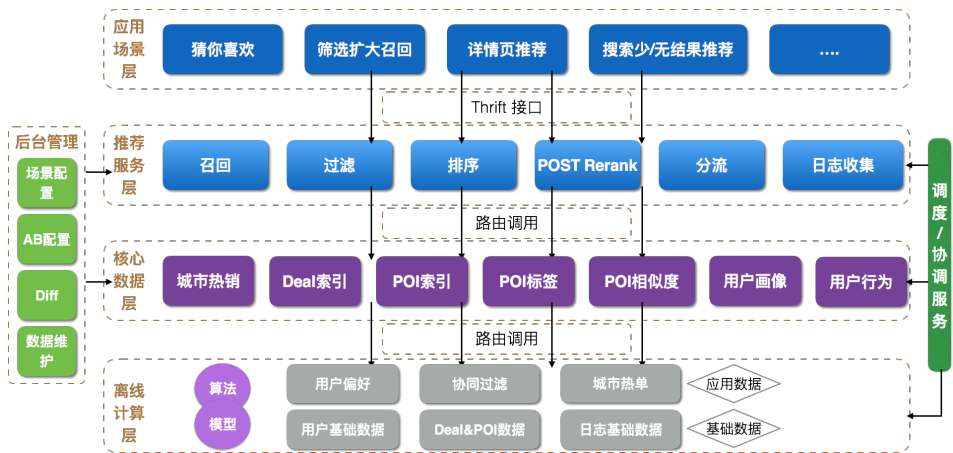 应用
场景
层
猜你喜欢
筛选扩大召回
详情页推荐
搜索少/无结果推荐
....
Thrift 接口
后台管理
场景配
置
AB配置
Diff
数据维
护
推荐
服务
层
召回
过滤
排序
POST Rerank
分流
日志收集
路由调用
核心
数据
层
城市热销
Deal索引
POI索引
POI标签
POI相似度
用户画像
用户行为
路由调用
离线
计算
层
算法
模型
用户偏好
协同过滤
城市热单
应用数据
用户基础数据
Deal&POI数据
日志基础数据
基础数据
调
度
/
协
调
服
务